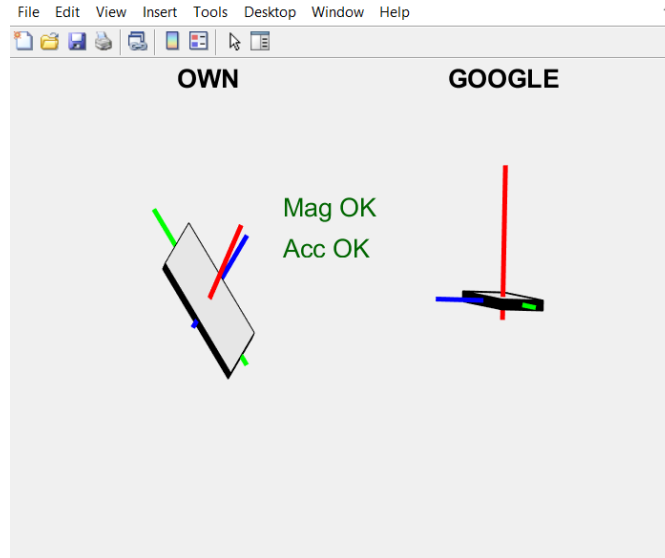 File Edit View Insert Tools Desktop Window Help
OWN GOOGLE
Mag OK
Acc OK